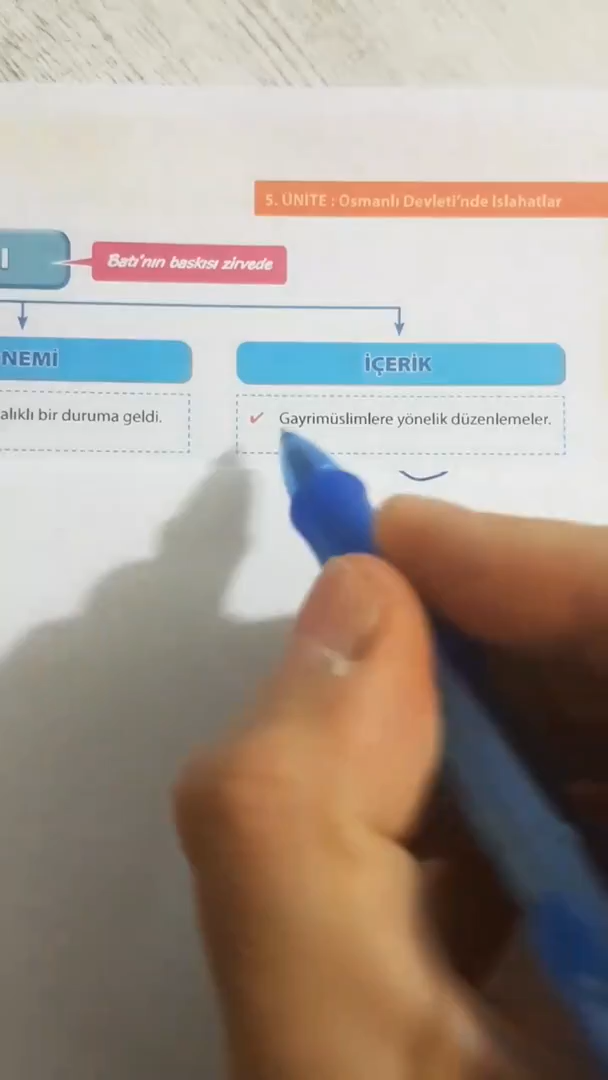 5. ÜNİTE : Osmanlı Devleti'nde Islahatlar
I
Batı'nın baskısı zirvede
NEMİ
İÇERİK
alıklı bir duruma geldi.
✓ Gayrimüslimlere yönelik düzenlemeler.